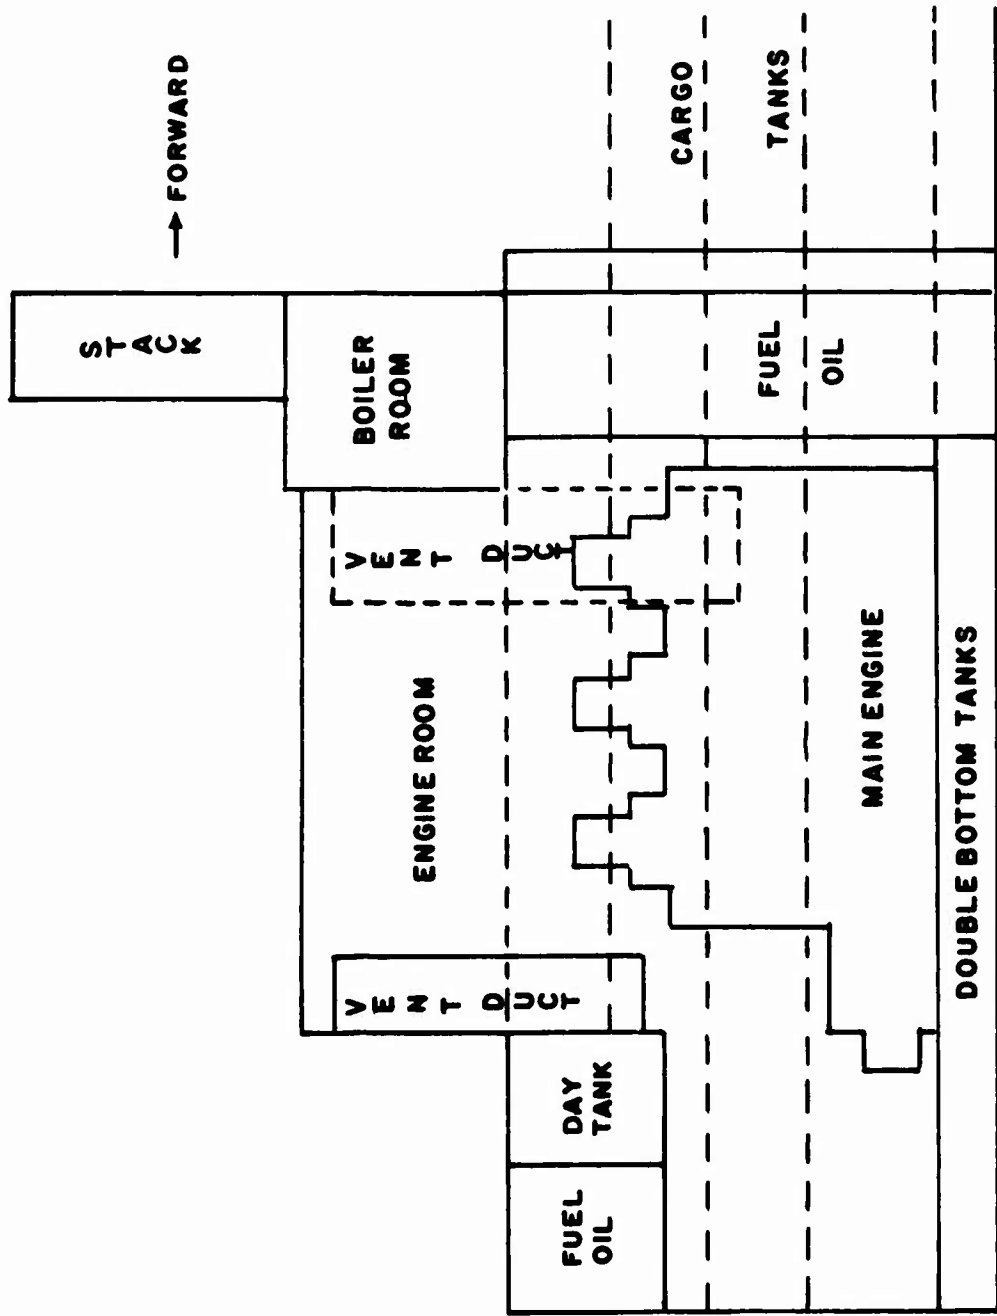 → FORWARD
STACK
BOILER
ROOM
CARGO
TANKS
FUEL
OIL
VENT DUCT
ENGINE ROOM
MAIN ENGINE
VENT DUCT
DAY
TANK
FUEL
OIL
DOUBLE BOTTOM TANKS